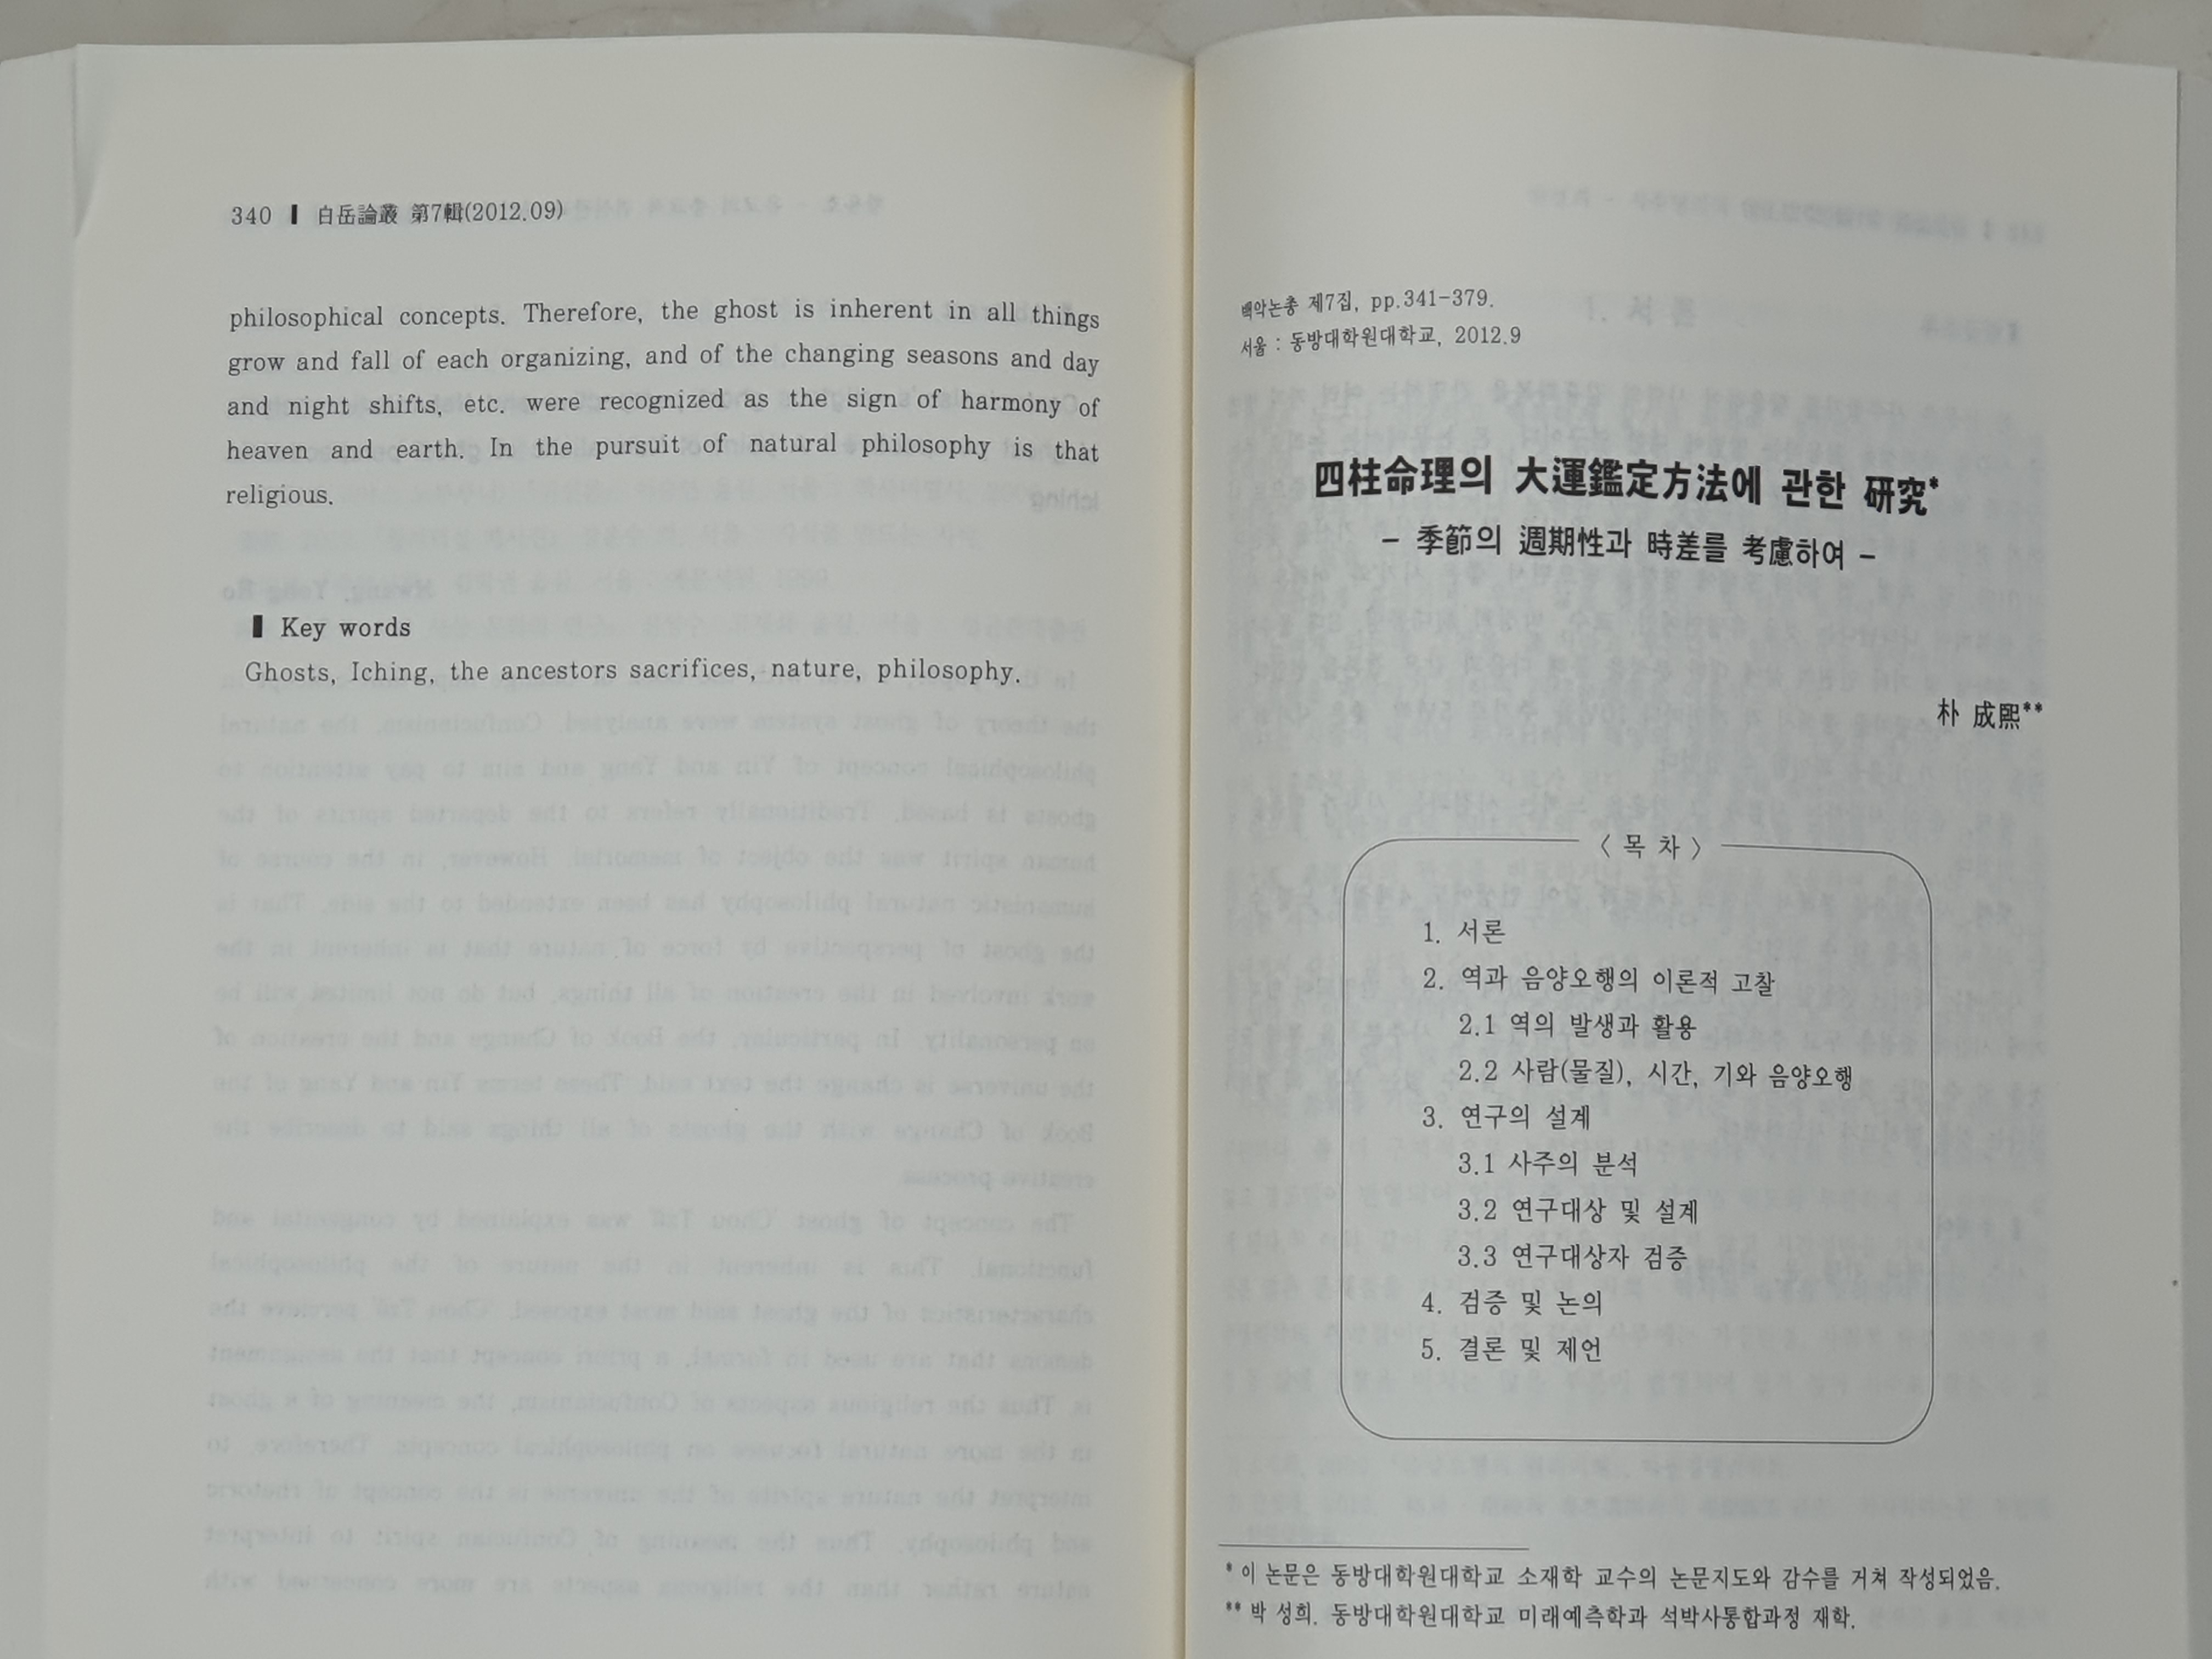 340 ▌ 白岳論叢 第7輯(2012.09)
philosophical concepts. Therefore, the ghost is inherent in all things
grow and fall of each organizing, and of the changing seasons and day
and night shifts, etc. were recognized as the sign of harmony of
heaven and earth. In the pursuit of natural philosophy is that
religious.
▌ Key words
Ghosts, Iching, the ancestors sacrifices, nature, philosophy.
백악논총 제7집, pp.341-379.
서울 : 동방대학원대학교, 2012.9
四柱命理의 大運鑑定方法에 관한 研究*
- 季節의 週期性과 時差를 考慮하여 -
朴 成熙**
〈 목 차 〉
1. 서론
2. 역과 음양오행의 이론적 고찰
2.1 역의 발생과 활용
2.2 사람(물질), 시간, 기와 음양오행
3. 연구의 설계
3.1 사주의 분석
3.2 연구대상 및 설계
3.3 연구대상자 검증
4. 검증 및 논의
5. 결론 및 제언
* 이 논문은 동방대학원대학교 소재학 교수의 논문지도와 감수를 거쳐 작성되었음.
** 박 성희. 동방대학원대학교 미래예측학과 석박사통합과정 재학.